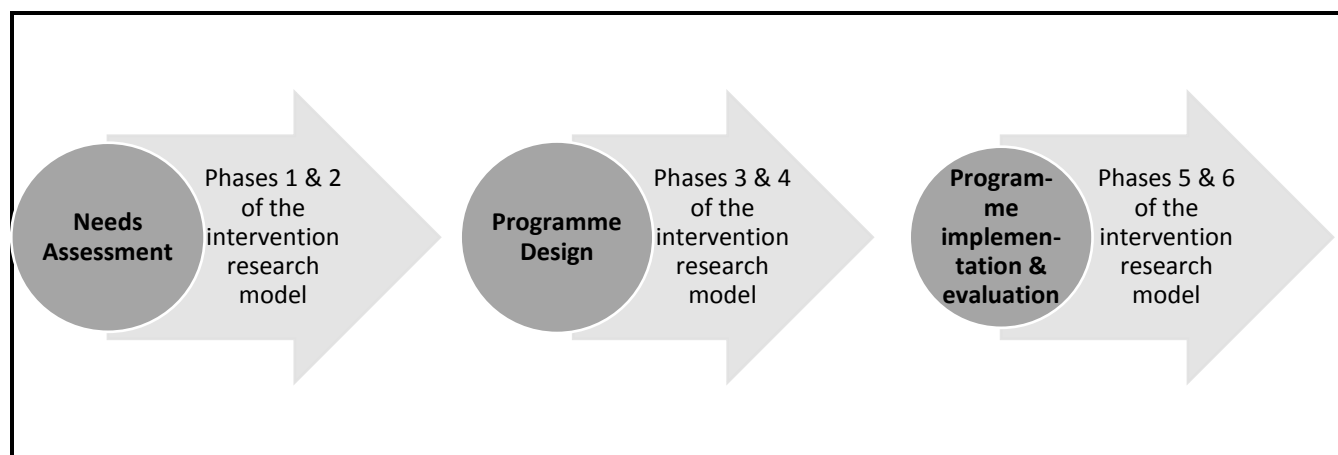 Needs
Assessment
Phases 1 & 2
of the
intervention
research
model
Programme
Design
Phases 3 & 4
of the
intervention
research
model
Program-
me
implemen-
tation &
evaluation
Phases 5 & 6
of the
intervention
research
model